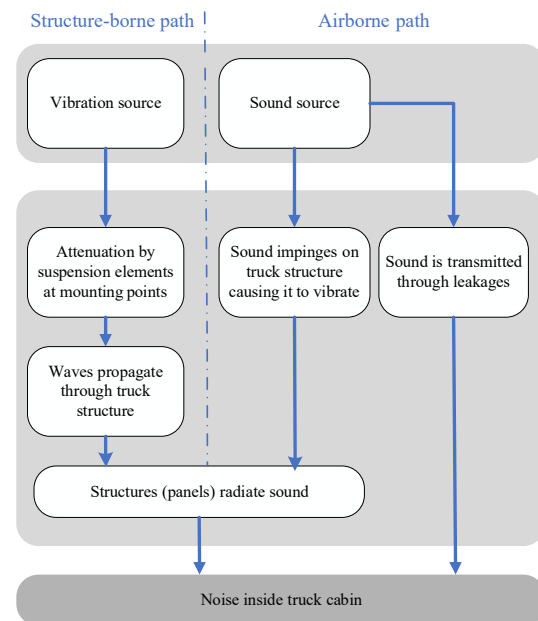 Structure-borne path
Airborne path
Vibration source
Sound source
Attenuation by
suspension elements
at mounting points
Sound impinges on
truck structure
causing it to vibrate
Sound is transmitted
through leakages
Waves propagate
through truck
structure
Structures (panels) radiate sound
Noise inside truck cabin